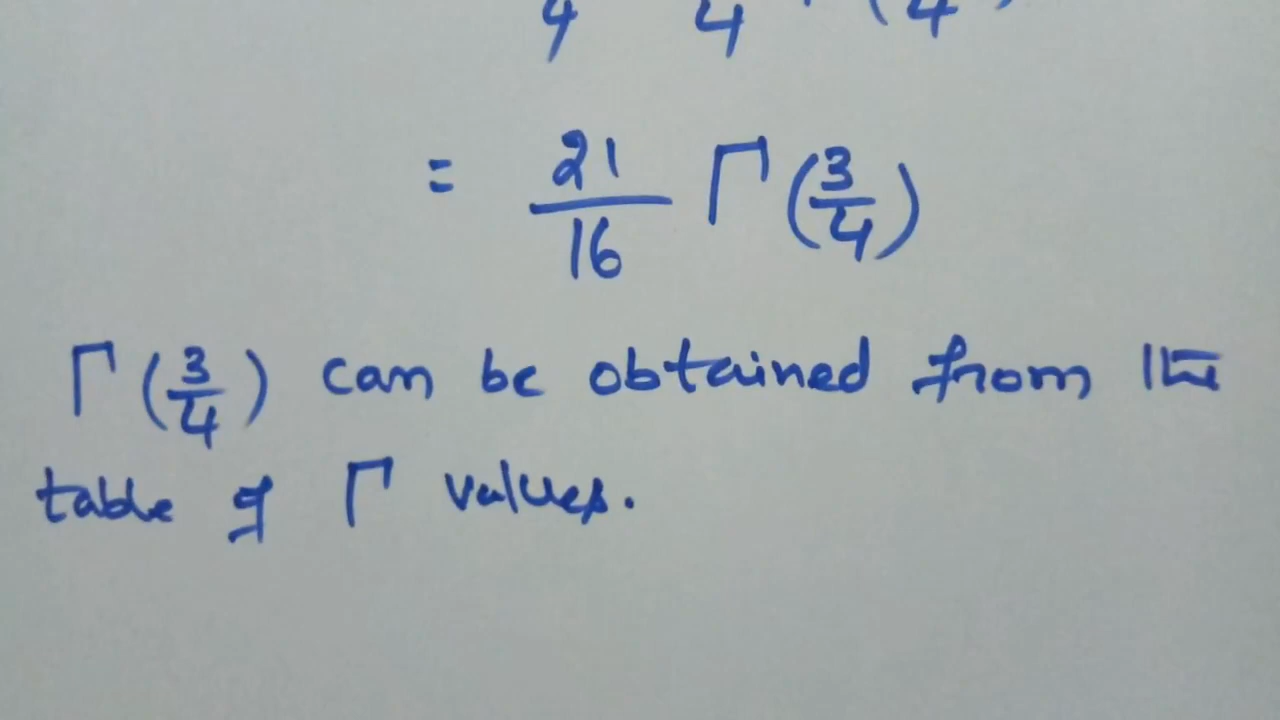 = 21/16 Γ(3/4)
Γ(3/4) can be obtained from the
table of Γ values.